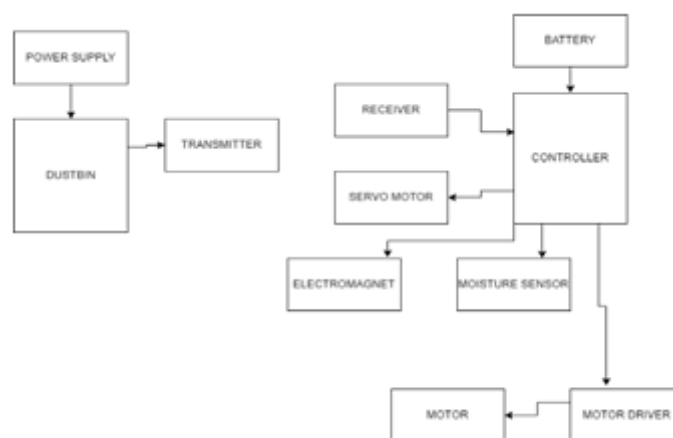 BATTERY
POWER SUPPLY
RECEIVER
TRANSMITTER
CONTROLLER
DUSTBIN
SERVO MOTOR
ELECTROMAGNET
MOISTURE SENSOR
MOTOR
MOTOR DRIVER